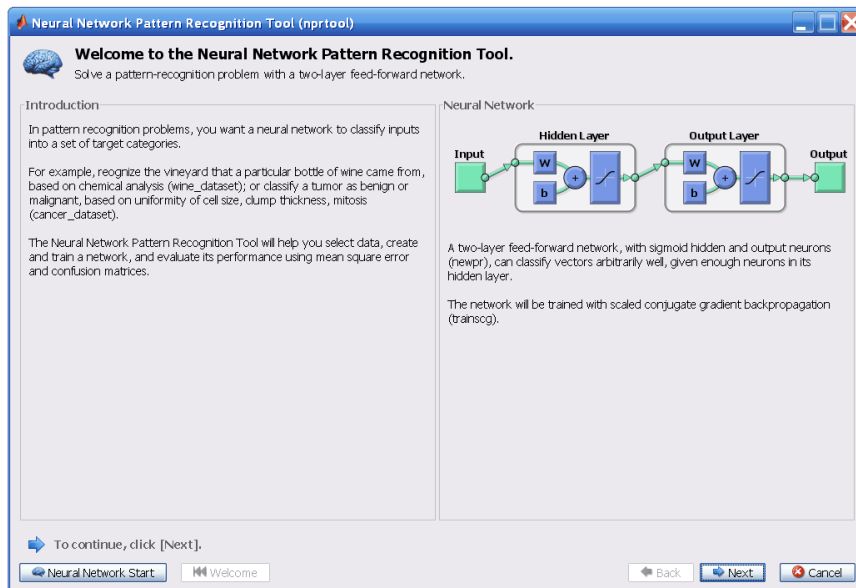 Neural Network Pattern Recognition Tool (nprtool)
Welcome to the Neural Network Pattern Recognition Tool.
Solve a pattern-recognition problem with a two-layer feed-forward network.
Introduction
In pattern recognition problems, you want a neural network to classify inputs
into a set of target categories.
For example, recognize the vineyard that a particular bottle of wine came from,
based on chemical analysis (wine_dataset); or classify a tumor as benign or
malignant, based on uniformity of cell size, clump thickness, mitosis
(cancer_dataset).
The Neural Network Pattern Recognition Tool will help you select data, create
and train a network, and evaluate its performance using mean square error
and confusion matrices.
Neural Network
Hidden Layer
Output Layer
Input
Output
W
b
+
W
b
+
A two-layer feed-forward network, with sigmoid hidden and output neurons
(newpr), can classify vectors arbitrarily well, given enough neurons in its
hidden layer.
The network will be trained with scaled conjugate gradient backpropagation
(trainscg).
To continue, click [Next].
Neural Network Start
Welcome
Back
Next
Cancel